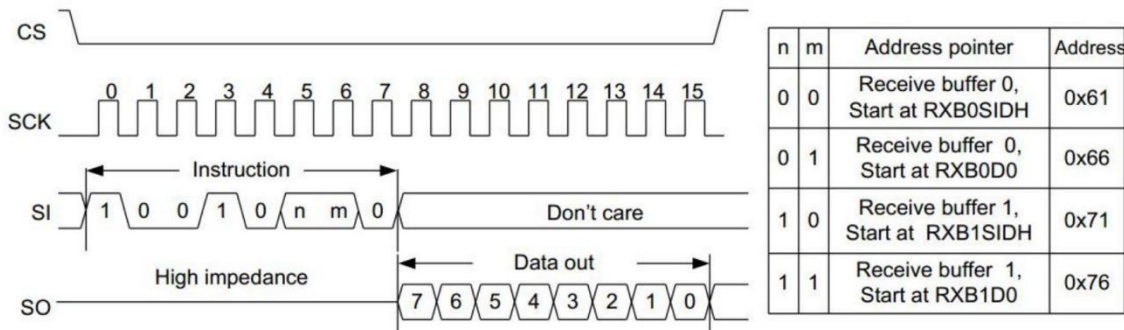 CS
0 1 2 3 4 5 6 7 8 9 10 11 12 13 14 15
SCK
Instruction
SI 1 0 0 1 0 n m 0 Don't care
High impedance Data out
SO 7 6 5 4 3 2 1 0
n m Address pointer Address
0 0 Receive buffer 0, 0x61
Start at RXB0SIDH
0 1 Receive buffer 0, 0x66
Start at RXB0D0
1 0 Receive buffer 1, 0x71
Start at RXB1SIDH
1 1 Receive buffer 1, 0x76
Start at RXB1D0